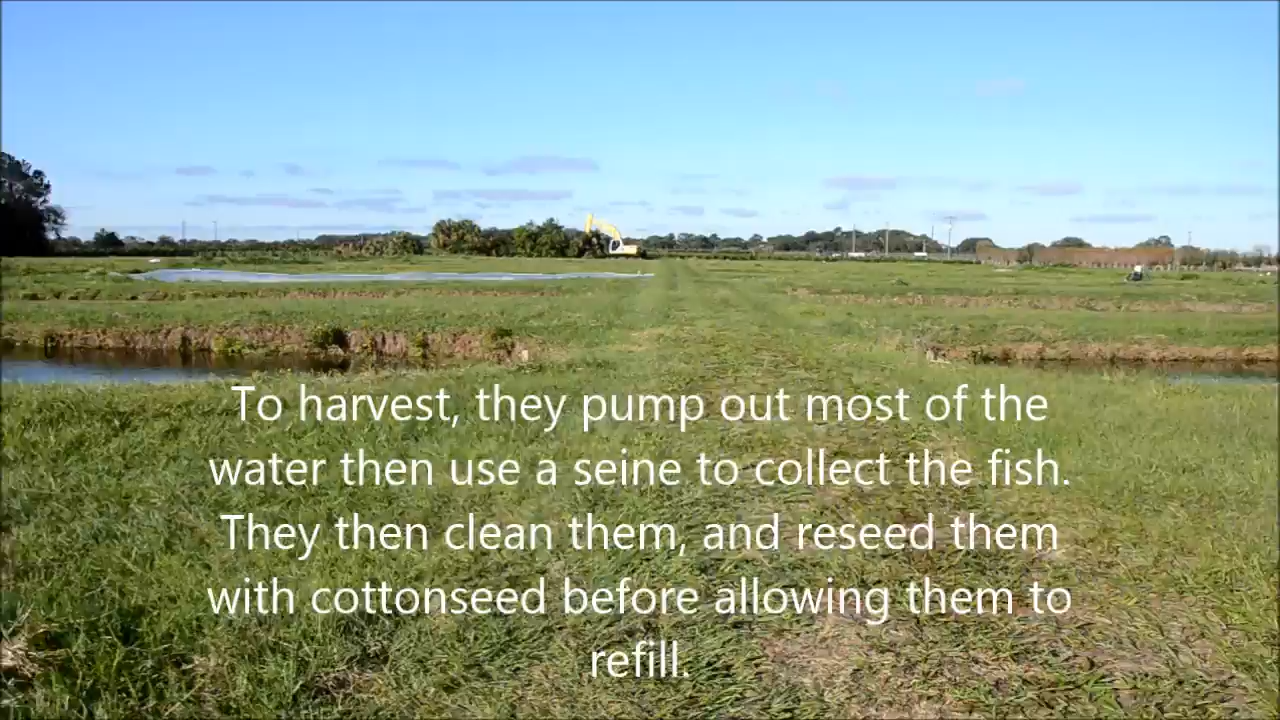 To harvest, they pump out most of the
water then use a seine to collect the fish.
They then clean them, and reseed them
with cottonseed before allowing them to
refill.